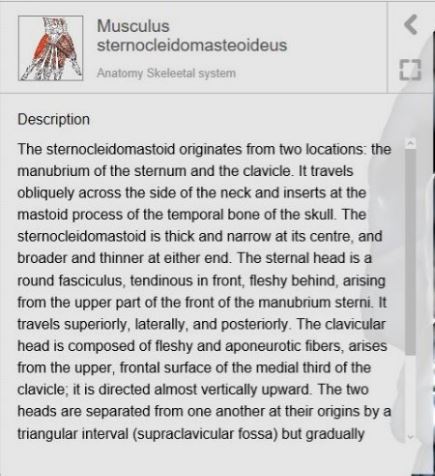 Musculus
sternocleidomasteoideus
Anatomy Skeleetal system
Description
The sternocleidomastoid originates from two locations: the
manubrium of the sternum and the clavicle. It travels
obliquely across the side of the neck and inserts at the
mastoid process of the temporal bone of the skull. The
sternocleidomastoid is thick and narrow at its centre, and
broader and thinner at either end. The sternal head is a
round fasciculus, tendinous in front, fleshy behind, arising
from the upper part of the front of the manubrium sterni. It
travels superiorly, laterally, and posteriorly. The clavicular
head is composed of fleshy and aponeurotic fibers, arises
from the upper, frontal surface of the medial third of the
clavicle; it is directed almost vertically upward. The two
heads are separated from one another at their origins by a
triangular interval (supraclavicular fossa) but gradually